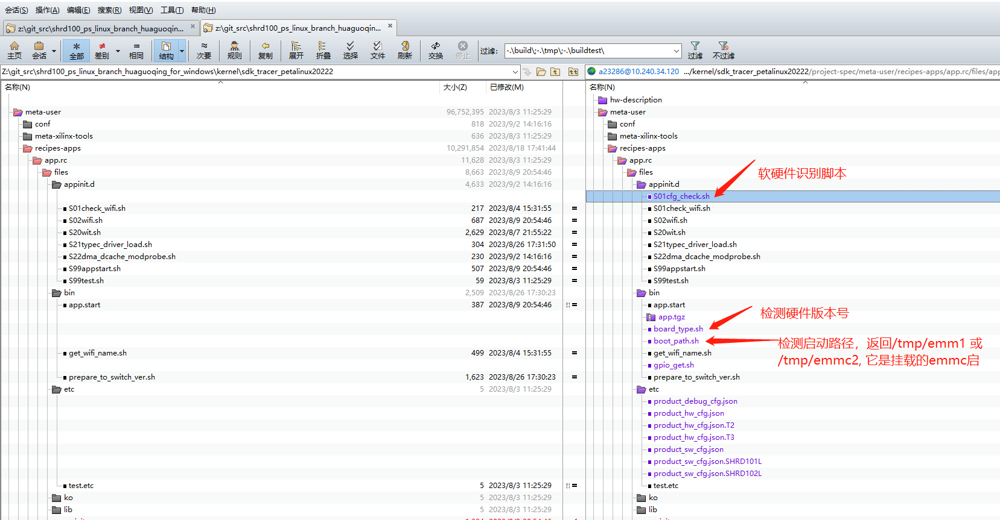 会话(S) 操作(A) 编辑(E) 搜索(R) 视图(V) 工具(T) 帮助(H)
z:\git_src\shrd100_ps_linux_branch_huaguoqin... × z:\git_src\shrd100_ps_linux_branch_huaguoqin... ×
主页 会话 全部 差别 相同 结构 次要 规则 复制 展开 折叠 选择 文件 刷新 交换 停止 过滤: -.\build\;-.\tmp\;-.\buildtest\ 过滤 不过滤
Z:\git_src\shrd100_ps_linux_branch_huaguoqing_for_windows\kernel\sdk_tracer_petalinux20222 a23286@10.240.34.120 .../kernel/sdk_tracer_petalinux20222/project-spec/meta-user/recipes-apps/app.rc/files/app
名称(N) 大小(Z) 已修改(M) 名称(N)
hw-description
meta-user 96,752,395 2023/8/3 11:25:29 meta-user
conf 818 2023/9/2 14:16:16 conf
meta-xilinx-tools 636 2023/8/3 11:25:29 meta-xilinx-tools
recipes-apps 10,291,854 2023/8/18 17:41:44 recipes-apps
app.rc 11,628 2023/8/3 11:25:29 app.rc
files 8,663 2023/8/9 20:54:46 files
软硬件识别脚本
appinit.d 4,633 2023/9/2 14:16:16 appinit.d
S01cfg_check.sh
S01check_wifi.sh 217 2023/8/4 15:31:55 = S01check_wifi.sh
S02wifi.sh 687 2023/8/9 20:54:46 = S02wifi.sh
S20wit.sh 2,629 2023/8/7 21:55:22 = S20wit.sh
S21typec_driver_load.sh 304 2023/8/26 17:31:50 = S21typec_driver_load.sh
S22dma_dcache_modprobe.sh 230 2023/9/2 14:16:16 = S22dma_dcache_modprobe.sh
S99appstart.sh 507 2023/8/9 20:54:46 = S99appstart.sh
S99test.sh 59 2023/8/3 11:25:29 = S99test.sh
bin 2,509 2023/8/26 17:30:23 bin
app.start 387 2023/8/9 20:54:46 = app.start
检测硬件版本号
app.tgz
board_type.sh
boot_path.sh
检测启动路径，返回/tmp/emm1 或
get_wifi_name.sh 499 2023/8/4 15:31:55 = get_wifi_name.sh
/tmp/emmc2, 它是挂载的emmc启
gpio_get.sh
prepare_to_switch_ver.sh 1,623 2023/8/26 17:30:23 = prepare_to_switch_ver.sh
etc 5 2023/8/3 11:25:29 etc
product_debug_cfg.json
product_hw_cfg.json
product_hw_cfg.json.T2
product_hw_cfg.json.T3
product_sw_cfg.json
product_sw_cfg.json.SHRD101L
product_sw_cfg.json.SHRD102L
test.etc 5 2023/8/3 11:25:29 = test.etc
ko 5 2023/8/3 11:25:29 ko
lib 5 2023/8/3 11:25:29 lib